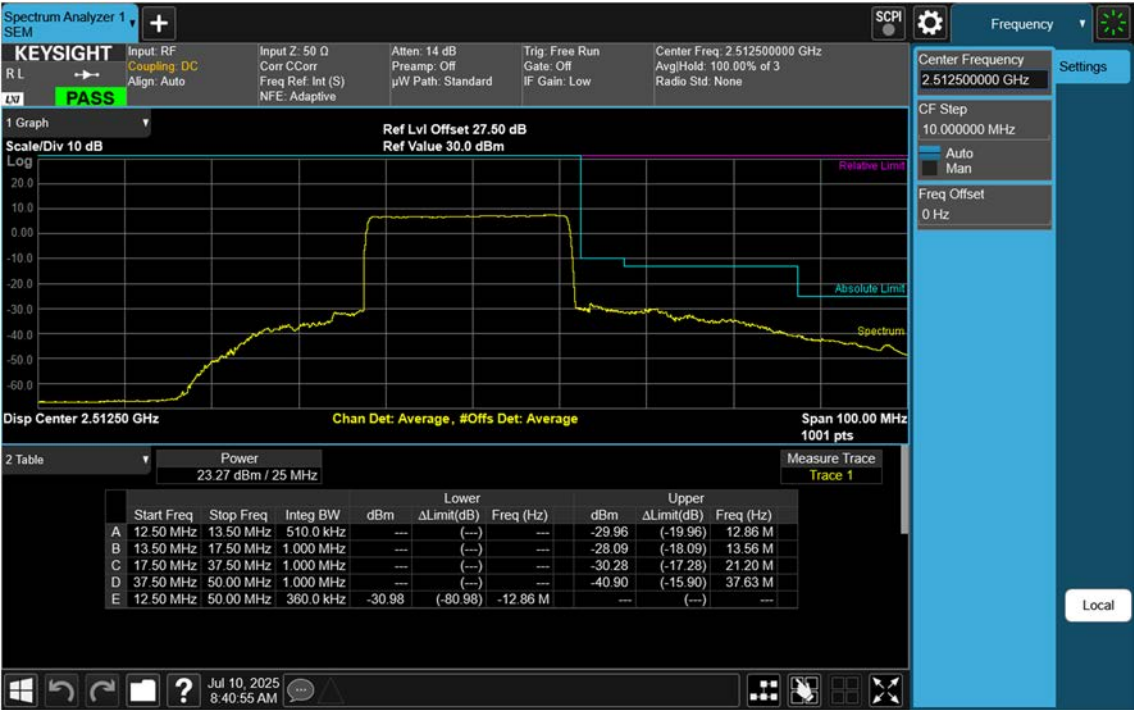 Spectrum Analyzer 1
SEM
SCPI
Frequency
KEYSIGHT
R L
LXI
PASS
Input: RF
Coupling: DC
Align: Auto
Input Z: 50 Ω
Corr CCorr
Freq Ref: Int (S)
NFE: Adaptive
Atten: 14 dB
Preamp: Off
µW Path: Standard
Trig: Free Run
Gate: Off
IF Gain: Low
Center Freq: 2.512500000 GHz
Avg|Hold: 100.00% of 3
Radio Std: None
Center Frequency
2.512500000 GHz
Settings
CF Step
10.000000 MHz
Auto
Man
Freq Offset
0 Hz
1 Graph
Scale/Div 10 dB
Ref Lvl Offset 27.50 dB
Ref Value 30.0 dBm
Log
20.0
10.0
0.00
-10.0
-20.0
-30.0
-40.0
-50.0
-60.0
Relative Limit
Absolute Limit
Spectrum
Disp Center 2.51250 GHz
Chan Det: Average, #Offs Det: Average
Span 100.00 MHz
1001 pts
2 Table
Power
23.27 dBm / 25 MHz
Measure Trace
Trace 1
Lower Upper
Start Freq Stop Freq Integ BW dBm ΔLimit(dB) Freq (Hz) dBm ΔLimit(dB) Freq (Hz)
A 12.50 MHz 13.50 MHz 510.0 kHz --- (---) --- -29.96 (-19.96) 12.86 M
B 13.50 MHz 17.50 MHz 1.000 MHz --- (---) --- -28.09 (-18.09) 13.56 M
C 17.50 MHz 37.50 MHz 1.000 MHz --- (---) --- -30.28 (-17.28) 21.20 M
D 37.50 MHz 50.00 MHz 1.000 MHz --- (---) --- -40.90 (-15.90) 37.63 M
E 12.50 MHz 50.00 MHz 360.0 kHz -30.98 (-80.98) -12.86 M --- (---) ---
Local
Jul 10, 2025
8:40:55 AM